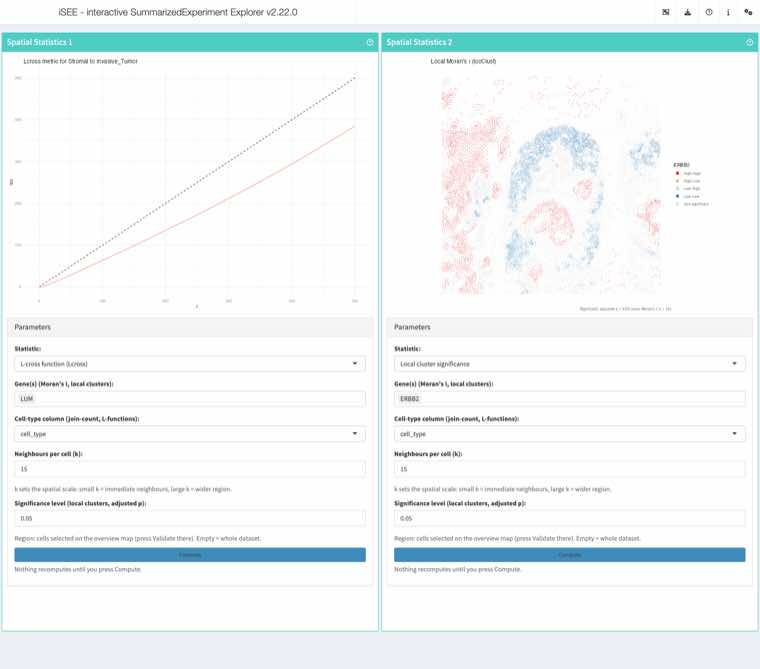 iSEE - interactive SummarizedExperiment Explorer v2.22.0
Spatial Statistics 1
Lcross metric for Stromal to Invasive_Tumor
Parameters
Statistic:
L-cross function (Lcross)
Gene(s) (Moran's I, local clusters):
LUM
Cell-type column (join-count, L-functions):
cell_type
Neighbours per cell (k):
15
k sets the spatial scale: small k = immediate neighbours, large k = wider region.
Significance level (local clusters, adjusted p):
0.05
Region: cells selected on the overview map (press Validate there). Empty = whole dataset.
Compute
Nothing recomputes until you press Compute.
Spatial Statistics 2
Local Moran's I (locClust)
ERBB2
High-High
High-Low
Low-High
Low-Low
Parameters
Statistic:
Local cluster significance
Gene(s) (Moran's I, local clusters):
ERBB2
Cell-type column (join-count, L-functions):
cell_type
Neighbours per cell (k):
15
k sets the spatial scale: small k = immediate neighbours, large k = wider region.
Significance level (local clusters, adjusted p):
0.05
Region: cells selected on the overview map (press Validate there). Empty = whole dataset.
Compute
Nothing recomputes until you press Compute.